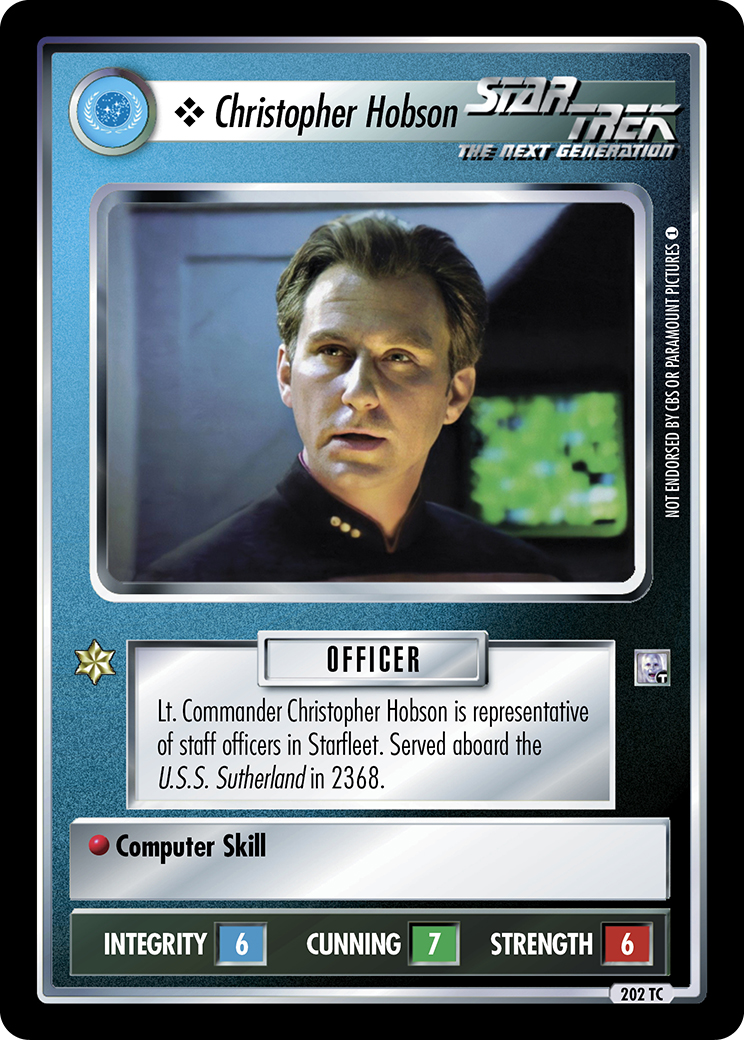 ❖ Christopher Hobson
STAR TREK
THE NEXT GENERATION
NOT ENDORSED BY CBS OR PARAMOUNT PICTURES 1
OFFICER
T
Lt. Commander Christopher Hobson is representative
of staff officers in Starfleet. Served aboard the
U.S.S. Sutherland in 2368.
Computer Skill
INTEGRITY 6 CUNNING 7 STRENGTH 6
202 TC